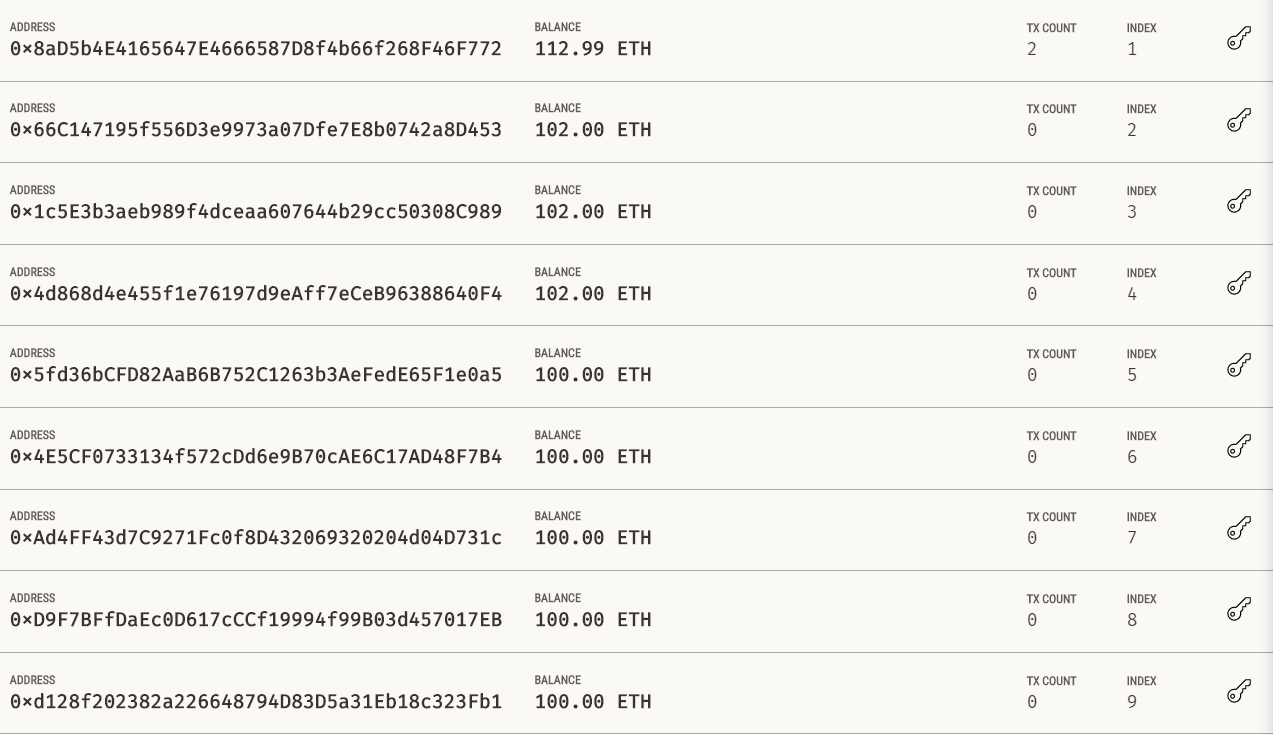 ADDRESS BALANCE TX COUNT INDEX
0x8aD5b4E4165647E4666587D8f4b66f268F46F772 112.99 ETH 2 1
ADDRESS BALANCE TX COUNT INDEX
0x66C147195f556D3e9973a07Dfe7E8b0742a8D453 102.00 ETH 0 2
ADDRESS BALANCE TX COUNT INDEX
0x1c5E3b3aeb989f4dceaa607644b29cc50308C989 102.00 ETH 0 3
ADDRESS BALANCE TX COUNT INDEX
0x4d868d4e455f1e76197d9eAff7eCeB96388640F4 102.00 ETH 0 4
ADDRESS BALANCE TX COUNT INDEX
0x5fd36bCFD82AaB6B752C1263b3AeFedE65F1e0a5 100.00 ETH 0 5
ADDRESS BALANCE TX COUNT INDEX
0x4E5CF0733134f572cDd6e9B70cAE6C17AD48F7B4 100.00 ETH 0 6
ADDRESS BALANCE TX COUNT INDEX
0xAd4FF43d7C9271Fc0f8D432069320204d04D731c 100.00 ETH 0 7
ADDRESS BALANCE TX COUNT INDEX
0xD9F7BFfDaEc0D617cCCf19994f99B03d457017EB 100.00 ETH 0 8
ADDRESS BALANCE TX COUNT INDEX
0xd128f202382a226648794D83D5a31Eb18c323Fb1 100.00 ETH 0 9